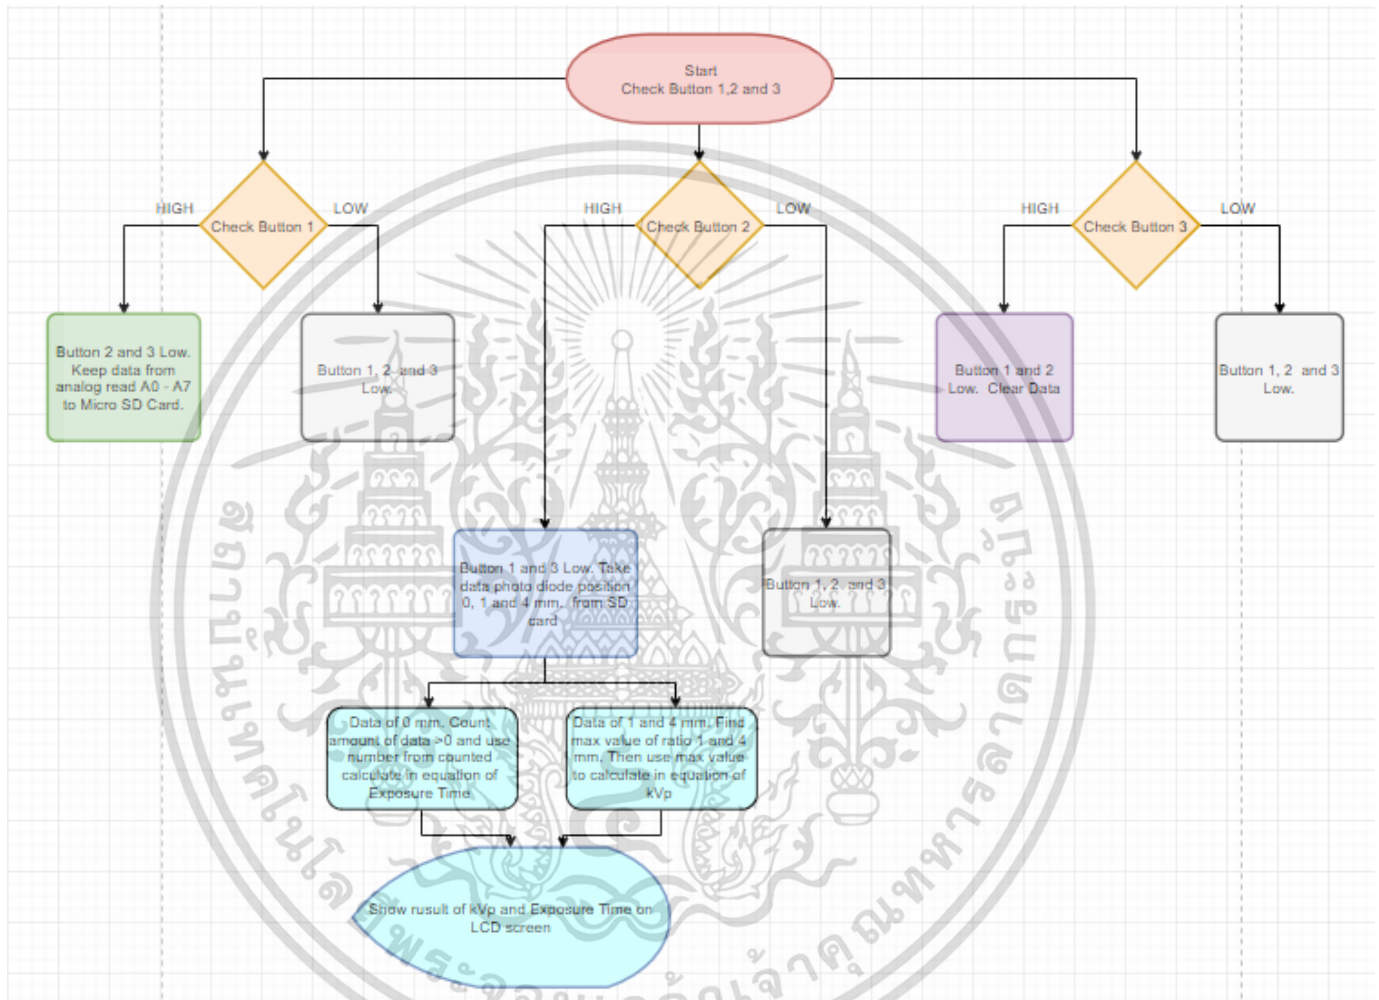 Start
Check Button 1,2 and 3
HIGH
Check Button 1
LOW
HIGH
Check Button 2
LOW
HIGH
Check Button 3
LOW
Button 2 and 3 Low.
Keep data from
analog read A0 - A7
to Micro SD Card.
Button 1, 2 and 3
Low.
Button 1 and 2
Low. Clear Data
Button 1, 2 and 3
Low.
Button 1 and 3 Low. Take
data photo diode position
0, 1 and 4 mm, from SD
card
Button 1, 2 and 3
Low.
Data of 0 mm. Count
amount of data >0 and use
number from counted
calculate in equation of
Exposure Time
Data of 1 and 4 mm. Find
max value of ratio 1 and 4
mm. Then use max value
to calculate in equation of
kVp
Show rusult of kVp and Exposure Time on
LCD screen